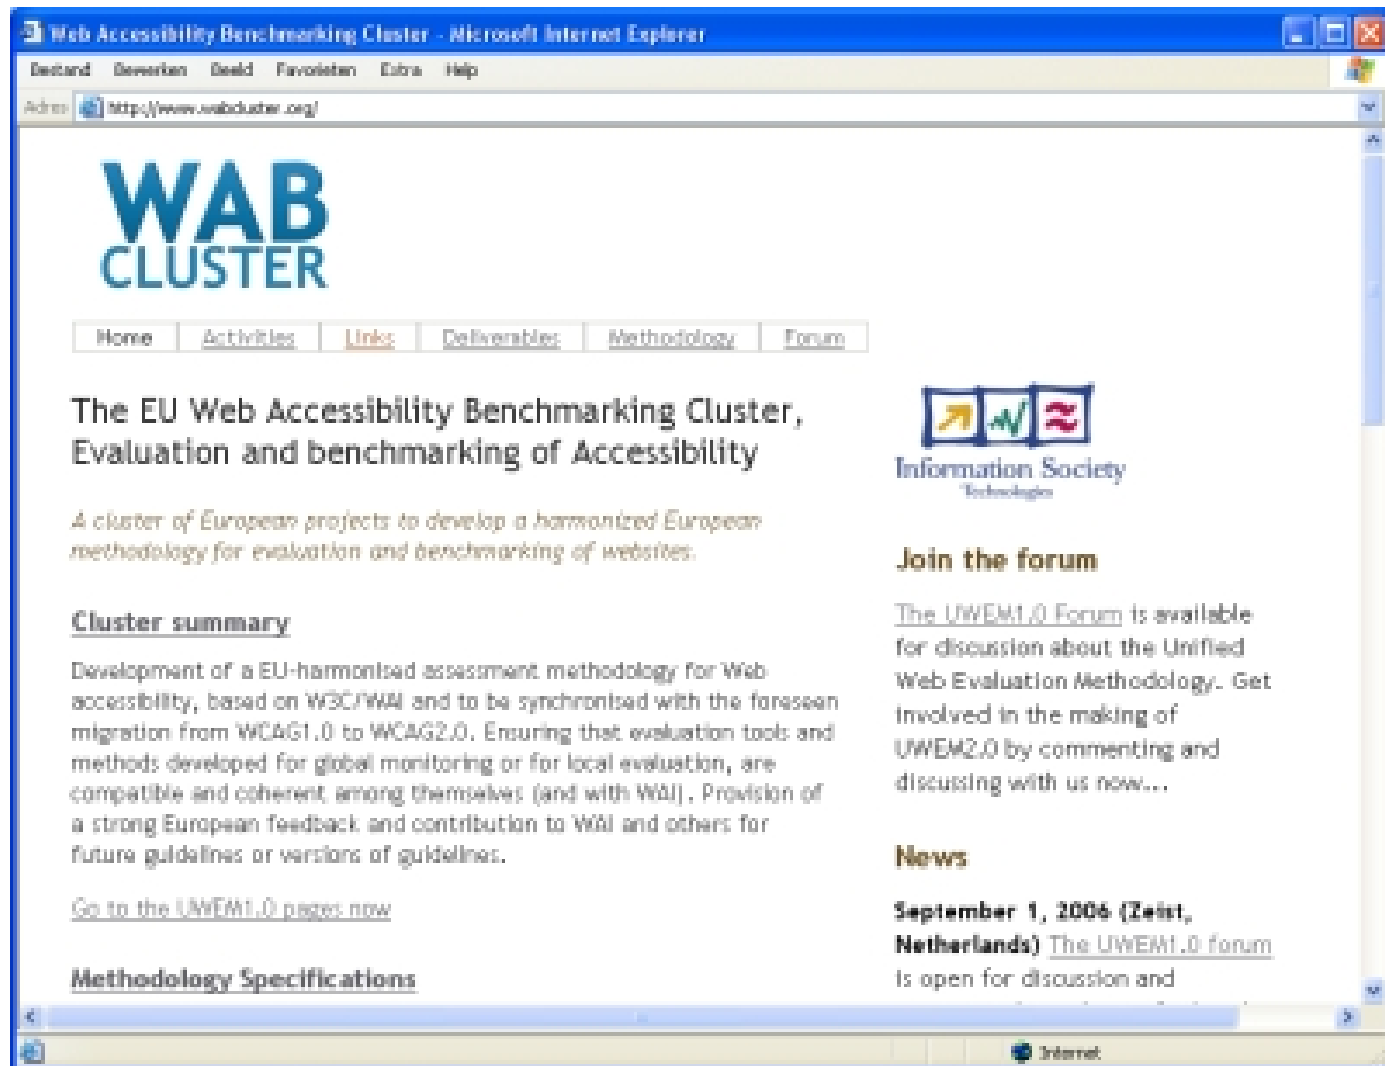 Web Accessibility Benchmarking Cluster - Microsoft Internet Explorer
Bestand Bewerken Beeld Favorieten Extra Help
Adres http://www.wabcluster.org/
WAB
CLUSTER
Home Activities Links Deliverables Methodology Forum
The EU Web Accessibility Benchmarking Cluster,
Evaluation and benchmarking of Accessibility
A cluster of European projects to develop a harmonized European
methodology for evaluation and benchmarking of websites.
Cluster summary
Development of a EU-harmonised assessment methodology for Web
accessibility, based on W3C/WAI and to be synchronised with the foreseen
migration from WCAG1.0 to WCAG2.0. Ensuring that evaluation tools and
methods developed for global monitoring or for local evaluation, are
compatible and coherent among themselves (and with WAI). Provision of
a strong European feedback and contribution to WAI and others for
future guidelines or versions of guidelines.
Go to the UWEM1.0 pages now
Methodology Specifications
Information Society
Technologies
Join the forum
The UWEM1.0 Forum is available
for discussion about the Unified
Web Evaluation Methodology. Get
involved in the making of
UWEM2.0 by commenting and
discussing with us now...
News
September 1, 2006 (Zeist,
Netherlands) The UWEM1.0 forum
is open for discussion and
Internet